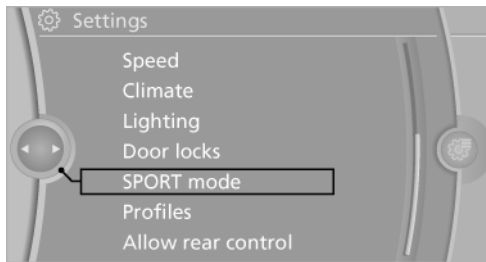 Settings
Speed
Climate
Lighting
Door locks
SPORT mode
Profiles
Allow rear control